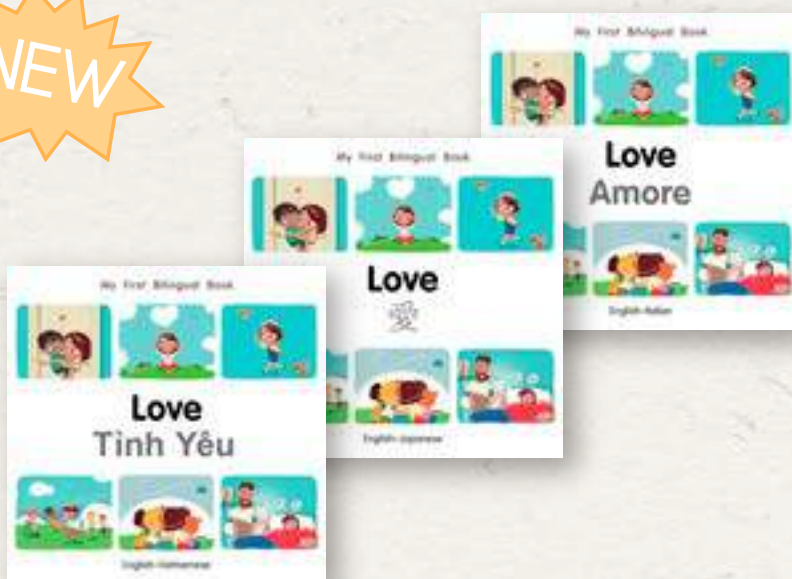 NEW
My First Bilingual Book
Love
Amore
English-Italian
My First Bilingual Book
Love
愛
English-Japanese
My First Bilingual Book
Love
Tình Yêu
English-Vietnamese